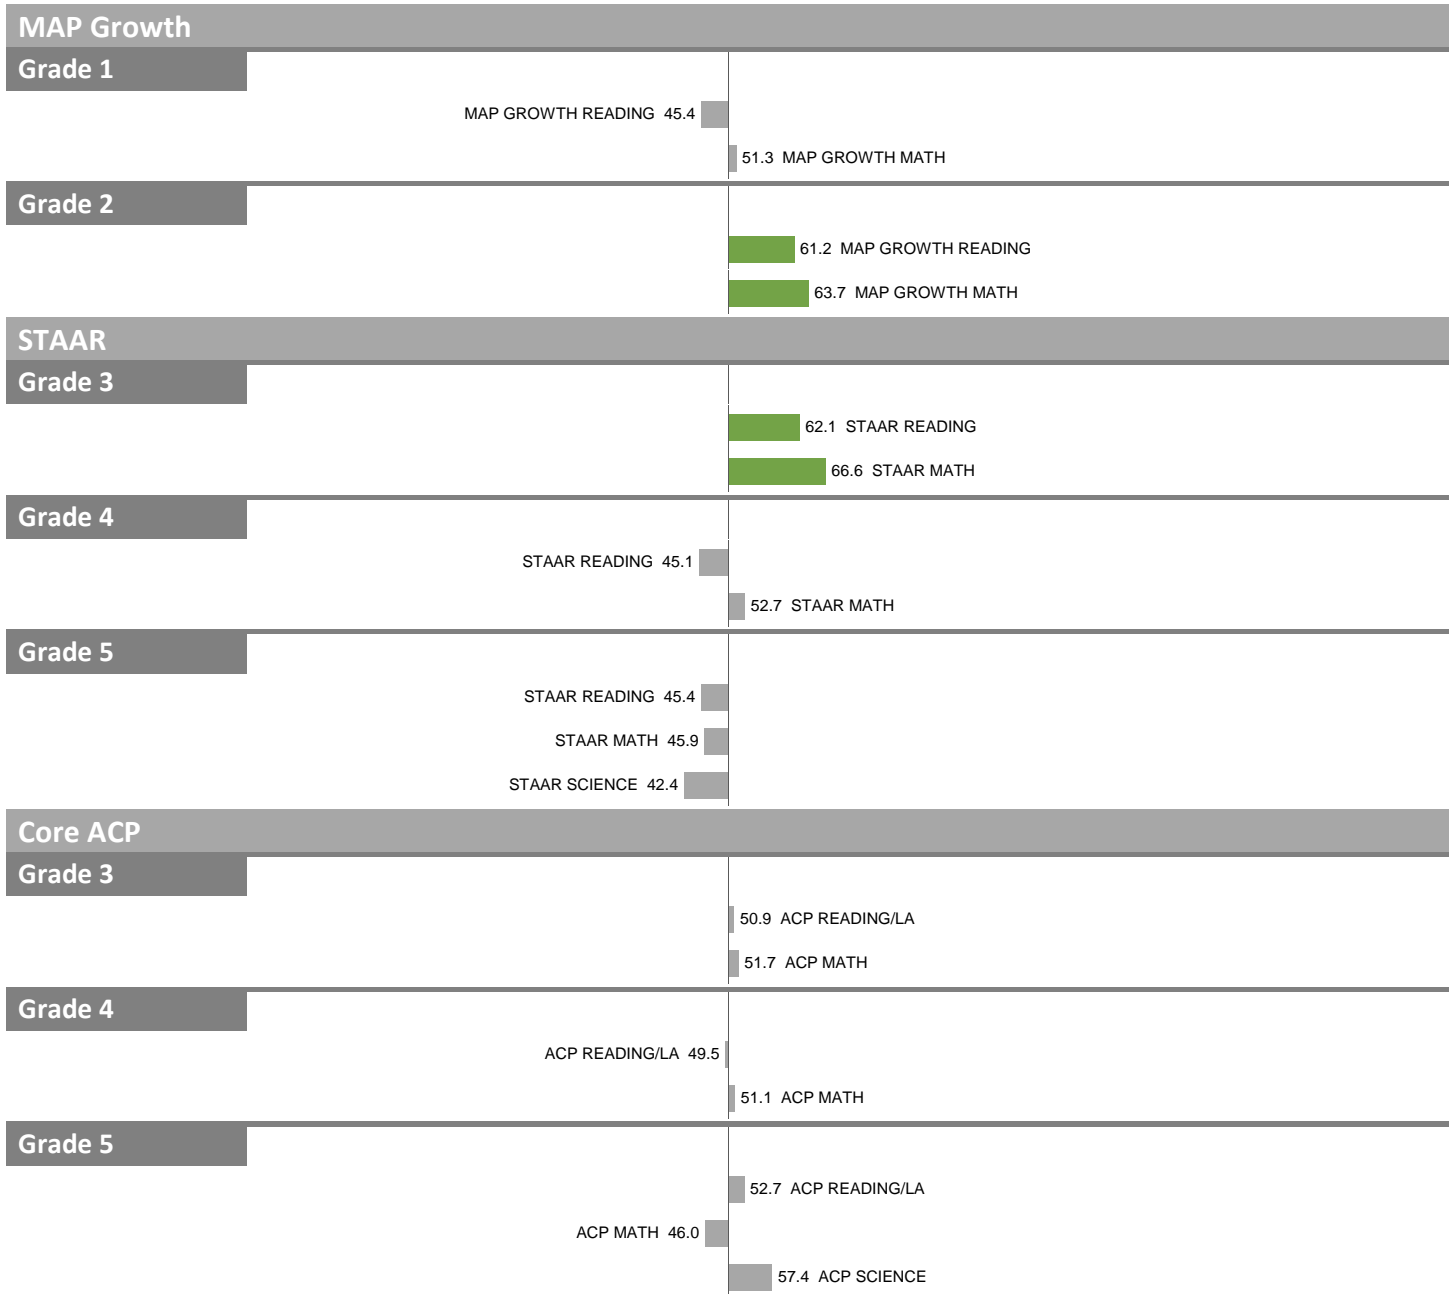 MAP Growth
Grade 1
MAP GROWTH READING 45.4
51.3 MAP GROWTH MATH
Grade 2
61.2 MAP GROWTH READING
63.7 MAP GROWTH MATH
STAAR
Grade 3
62.1 STAAR READING
66.6 STAAR MATH
Grade 4
STAAR READING 45.1
52.7 STAAR MATH
Grade 5
STAAR READING 45.4
STAAR MATH 45.9
STAAR SCIENCE 42.4
Core ACP
Grade 3
50.9 ACP READING/LA
51.7 ACP MATH
Grade 4
ACP READING/LA 49.5
51.1 ACP MATH
Grade 5
52.7 ACP READING/LA
ACP MATH 46.0
57.4 ACP SCIENCE